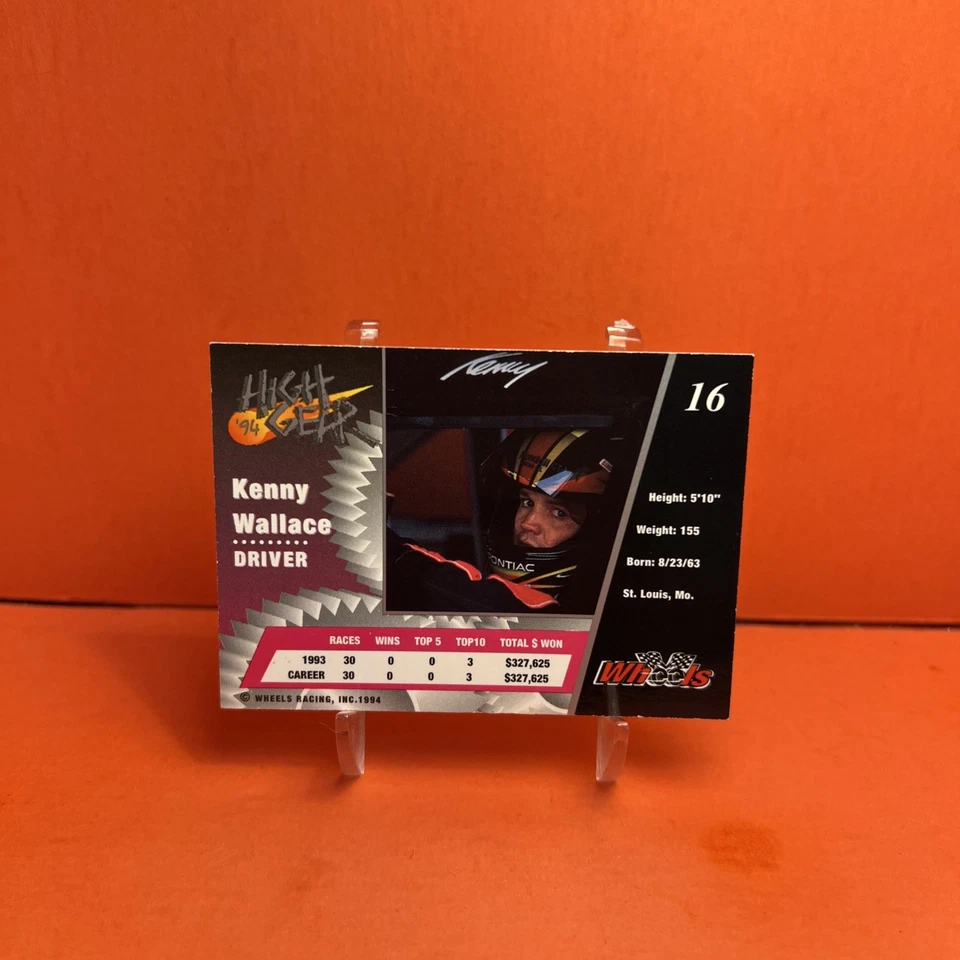 HIGH
'94 GEAR
Kenny
Wallace
DRIVER
Kenny
PONTIAC
16
Height: 5'10"
Weight: 155
Born: 8/23/63
St. Louis, Mo.
RACES WINS TOP 5 TOP10 TOTAL $ WON
1993 30 0 0 3 $327,625
CAREER 30 0 0 3 $327,625
© WHEELS RACING, INC.1994
Wheels